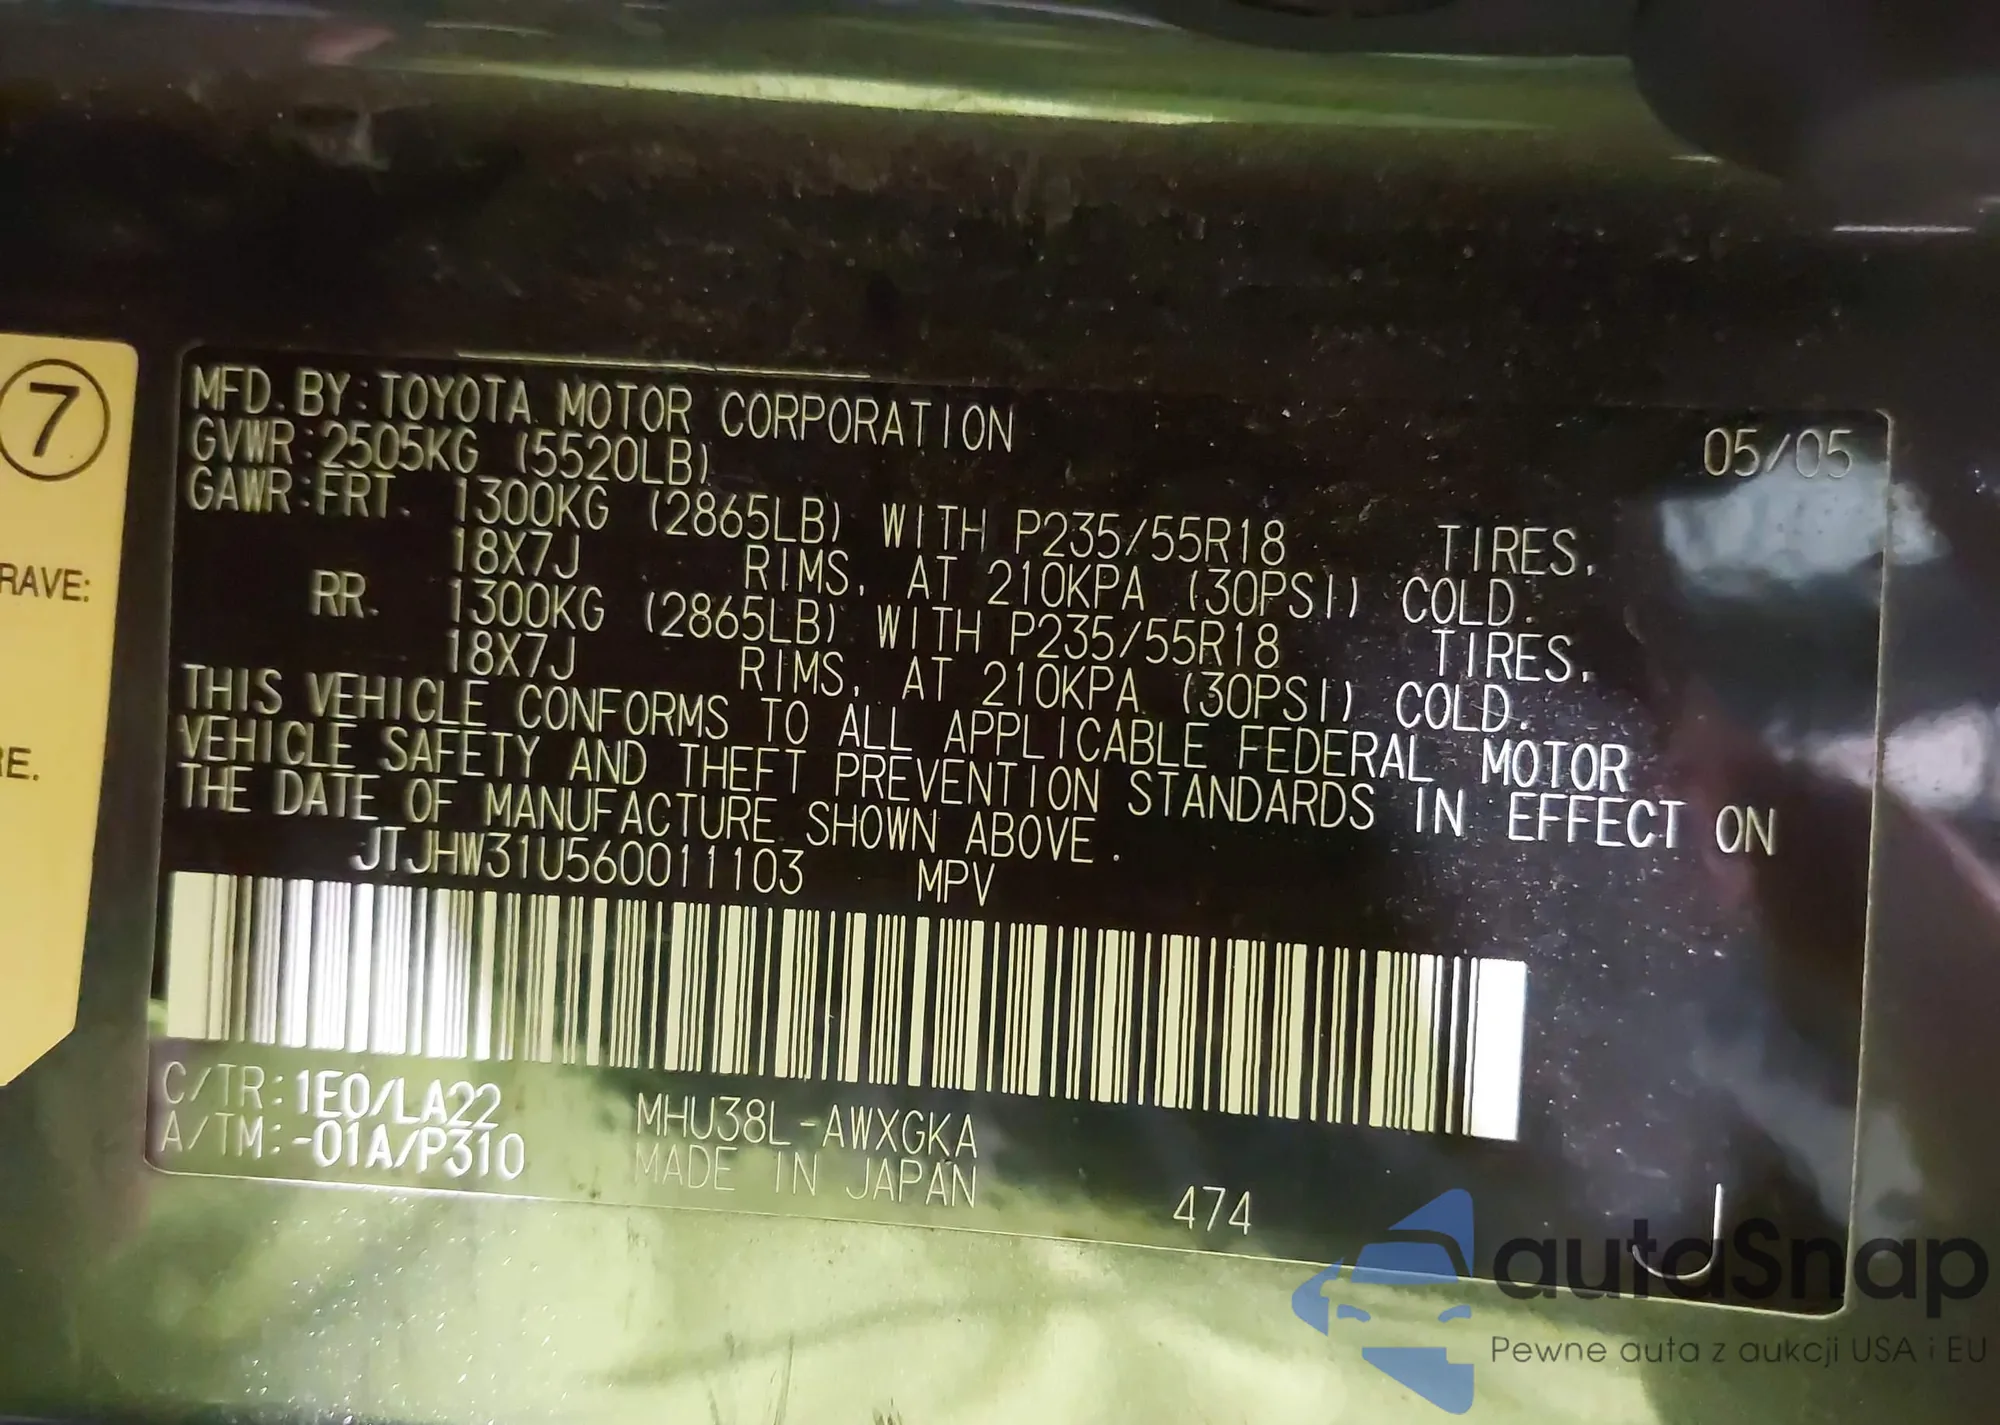 7
RAVE:
RE.
MFD. BY: TOYOTA MOTOR CORPORATION 05/05
GVWR: 2505KG (5520LB)
GAWR: FRT. 1300KG (2865LB) WITH P235/55R18 TIRES,
18X7J RIMS, AT 210KPA (30PSI) COLD.
RR. 1300KG (2865LB) WITH P235/55R18 TIRES,
18X7J RIMS, AT 210KPA (30PSI) COLD.
THIS VEHICLE CONFORMS TO ALL APPLICABLE FEDERAL MOTOR
VEHICLE SAFETY AND THEFT PREVENTION STANDARDS IN EFFECT ON
THE DATE OF MANUFACTURE SHOWN ABOVE.
JTJHW31U560011103 MPV
C/TR: 1E0/LA22 MHU38L-AWXGKA
A/TM: -01A/P310 MADE IN JAPAN
474 J
autaSnap
Pewne auta z aukcji USA i EU